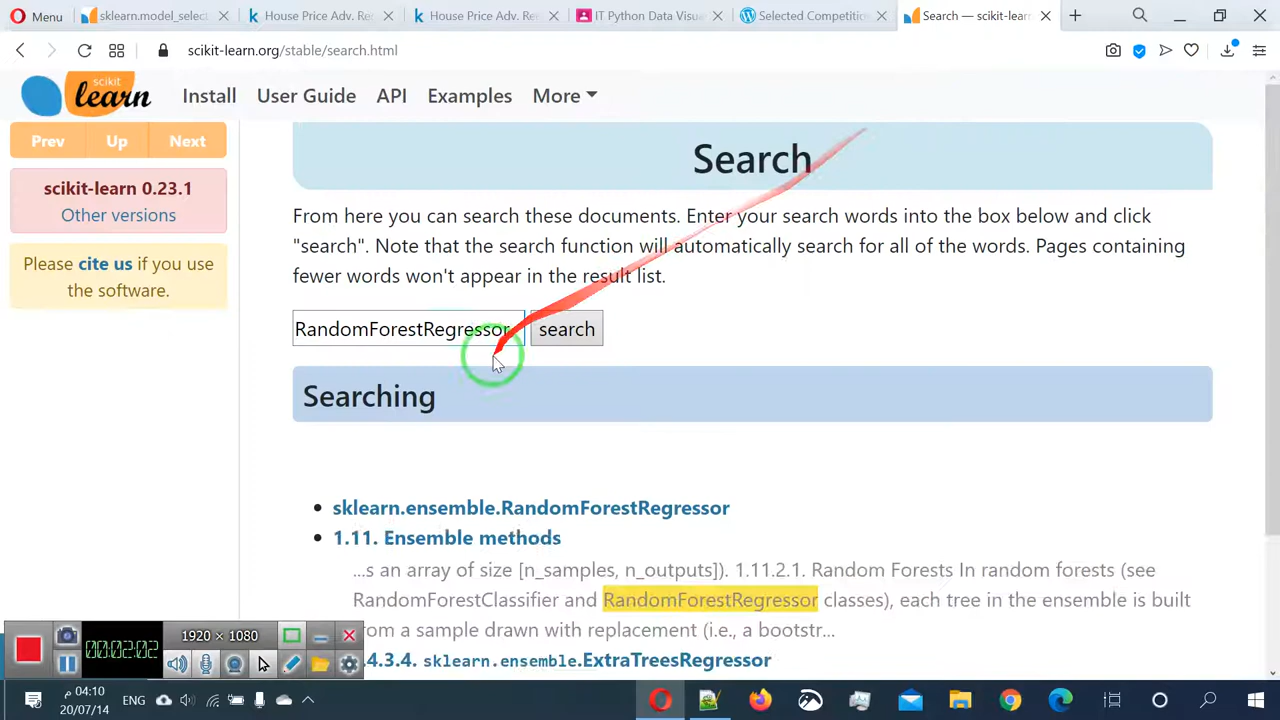 Menu
sklearn.model_select
House Price Adv. Re
House Price Adv. Re
IT Python Data Visua
Selected Competitio
Search — scikit-lear
scikit-learn.org/stable/search.html
scikit
learn
Install
User Guide
API
Examples
More
Prev
Up
Next
scikit-learn 0.23.1
Other versions
Please cite us if you use
the software.
Search
From here you can search these documents. Enter your search words into the box below and click
"search". Note that the search function will automatically search for all of the words. Pages containing
fewer words won't appear in the result list.
RandomForestRegressor
search
Searching
sklearn.ensemble.RandomForestRegressor
1.11. Ensemble methods
...s an array of size [n_samples, n_outputs]). 1.11.2.1. Random Forests In random forests (see
RandomForestClassifier and RandomForestRegressor classes), each tree in the ensemble is built
from a sample drawn with replacement (i.e., a bootstr...
.4.3.4. sklearn.ensemble.ExtraTreesRegressor
00:02:02
1920 × 1080
04:10 م
20/07/14
ENG